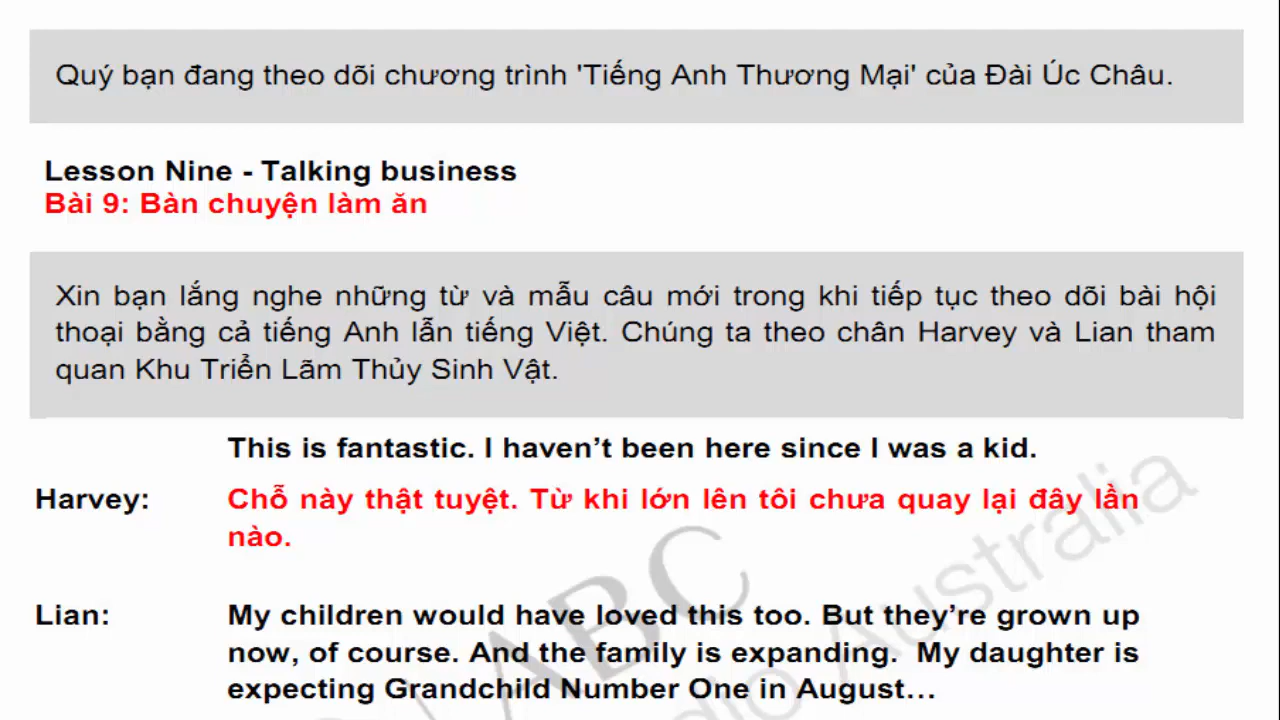 Quý bạn đang theo dõi chương trình 'Tiếng Anh Thương Mại' của Đài Úc Châu.
Lesson Nine - Talking business
Bài 9: Bàn chuyện làm ăn
Xin bạn lắng nghe những từ và mẫu câu mới trong khi tiếp tục theo dõi bài hội
thoại bằng cả tiếng Anh lẫn tiếng Việt. Chúng ta theo chân Harvey và Lian tham
quan Khu Triển Lãm Thủy Sinh Vật.
This is fantastic. I haven’t been here since I was a kid.
Harvey: Chỗ này thật tuyệt. Từ khi lớn lên tôi chưa quay lại đây lần
nào.
Lian: My children would have loved this too. But they’re grown up
now, of course. And the family is expanding. My daughter is
expecting Grandchild Number One in August…
ABC
Australia